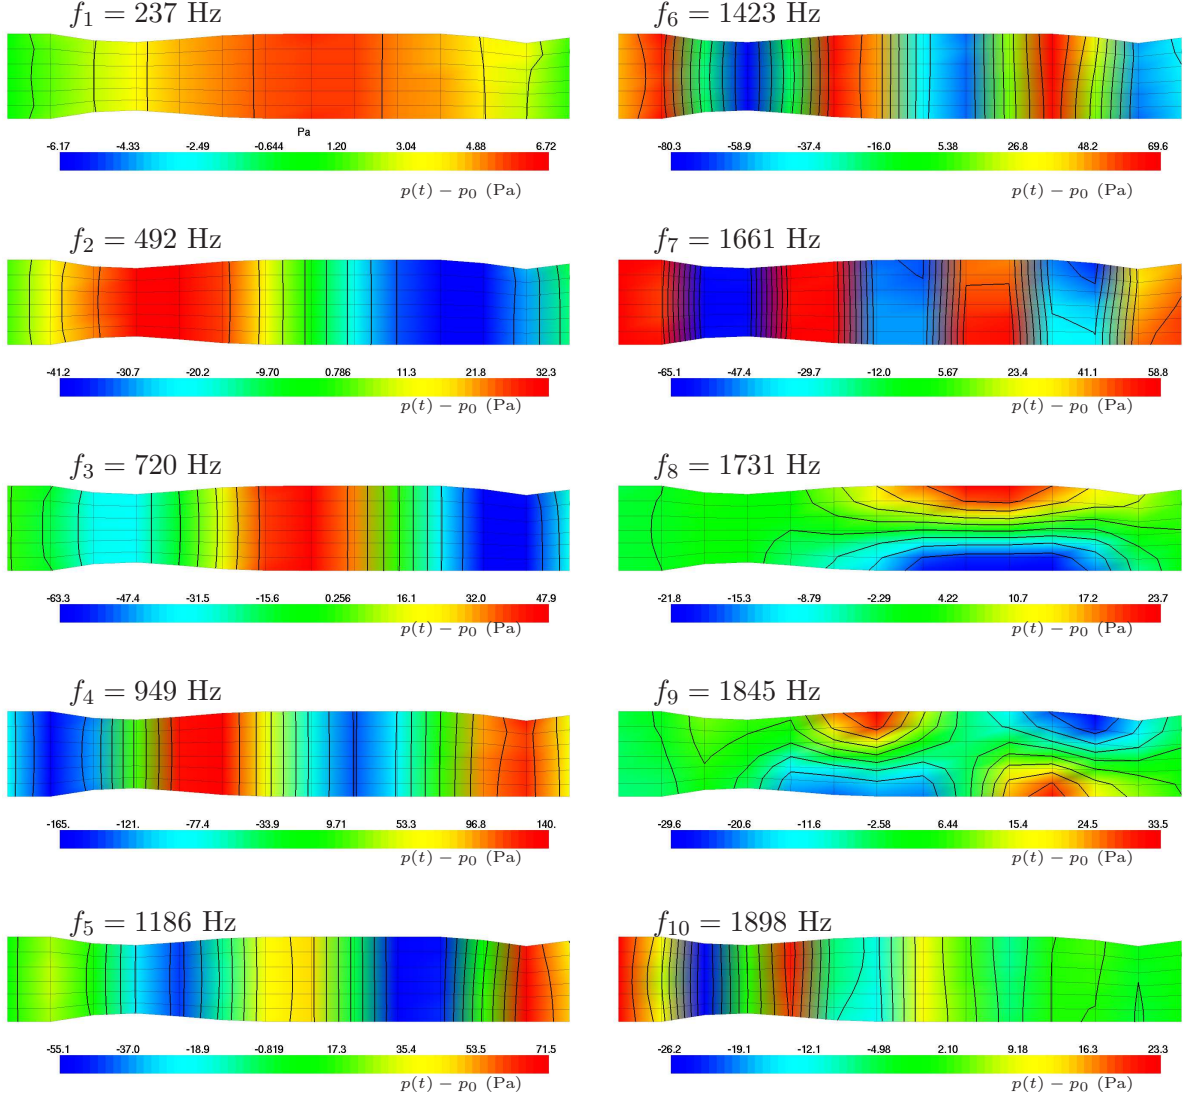 f1 = 237 Hz
Pa
-6.17 -4.33 -2.49 -0.644 1.20 3.04 4.88 6.72
p(t) − p0 (Pa)
f2 = 492 Hz
-41.2 -30.7 -20.2 -9.70 0.786 11.3 21.8 32.3
p(t) − p0 (Pa)
f3 = 720 Hz
-63.3 -47.4 -31.5 -15.6 0.256 16.1 32.0 47.9
p(t) − p0 (Pa)
f4 = 949 Hz
-165. -121. -77.4 -33.9 9.71 53.3 96.8 140.
p(t) − p0 (Pa)
f5 = 1186 Hz
-55.1 -37.0 -18.9 -0.819 17.3 35.4 53.5 71.5
p(t) − p0 (Pa)
f6 = 1423 Hz
-80.3 -58.9 -37.4 -16.0 5.38 26.8 48.2 69.6
p(t) − p0 (Pa)
f7 = 1661 Hz
-65.1 -47.4 -29.7 -12.0 5.67 23.4 41.1 58.8
p(t) − p0 (Pa)
f8 = 1731 Hz
-21.8 -15.3 -8.79 -2.29 4.22 10.7 17.2 23.7
p(t) − p0 (Pa)
f9 = 1845 Hz
-29.6 -20.6 -11.6 -2.58 6.44 15.4 24.5 33.5
p(t) − p0 (Pa)
f10 = 1898 Hz
-26.2 -19.1 -12.1 -4.98 2.10 9.18 16.3 23.3
p(t) − p0 (Pa)